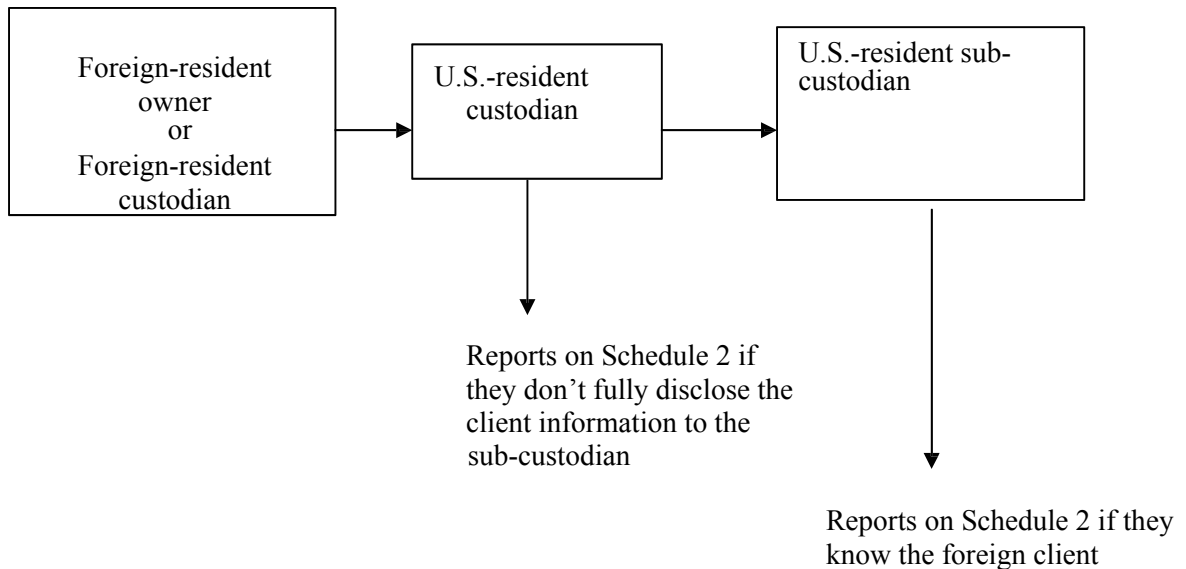 Foreign-resident
owner
or
Foreign-resident
custodian
U.S.-resident
custodian
U.S.-resident sub-
custodian
Reports on Schedule 2 if
they don’t fully disclose the
client information to the
sub-custodian
Reports on Schedule 2 if they
know the foreign client